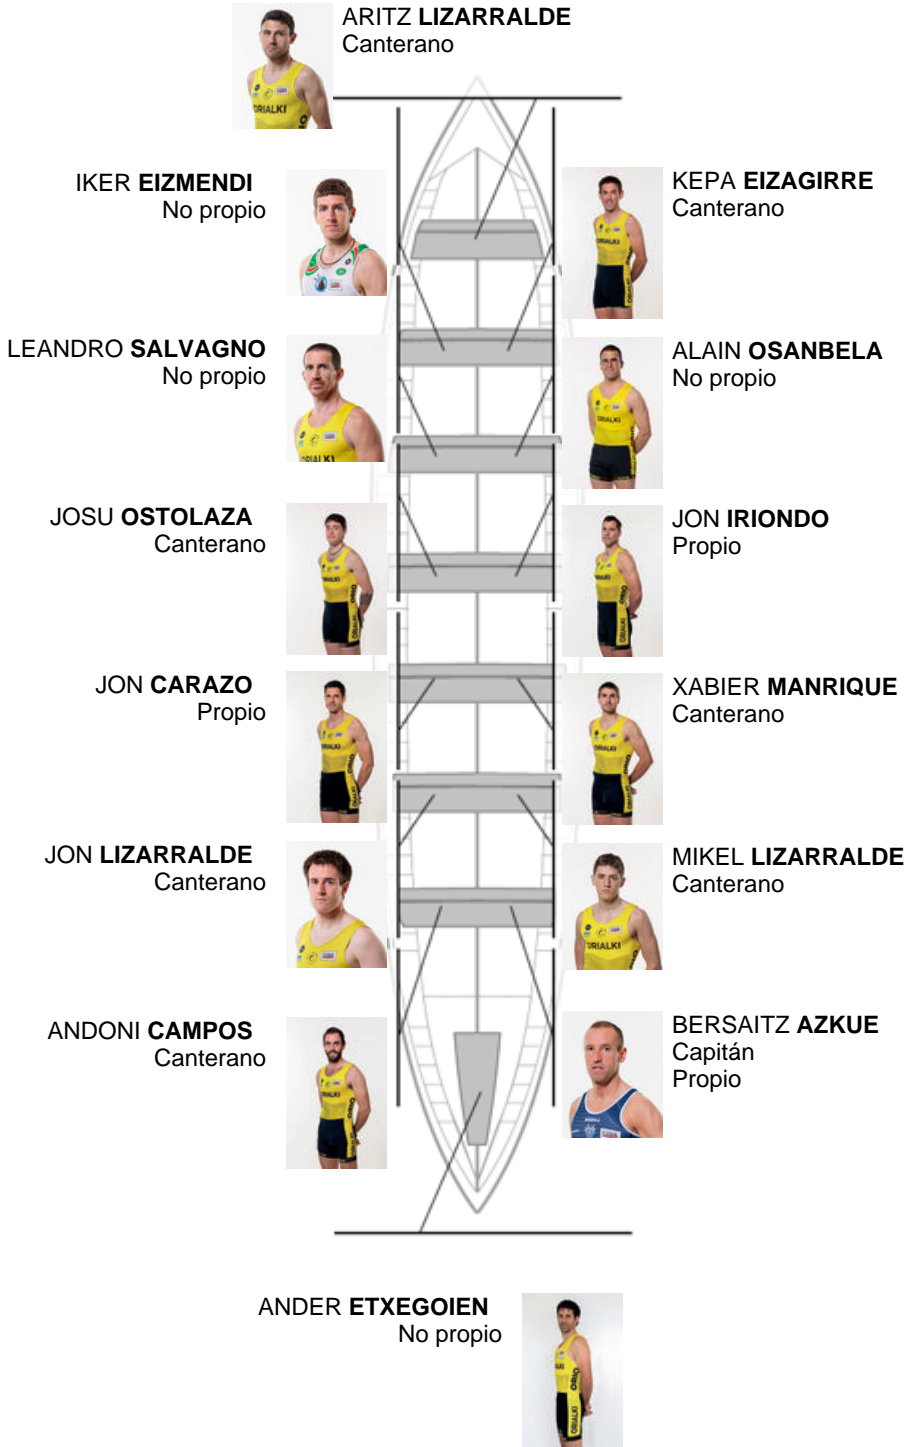 ARITZ LIZARRALDE
Canterano
IKER EIZMENDI
No propio
KEPA EIZAGIRRE
Canterano
LEANDRO SALVAGNO
No propio
ALAIN OSANBELA
No propio
JOSU OSTOLAZA
Canterano
JON IRIONDO
Propio
JON CARAZO
Propio
XABIER MANRIQUE
Canterano
JON LIZARRALDE
Canterano
MIKEL LIZARRALDE
Canterano
ANDONI CAMPOS
Canterano
BERSAITZ AZKUE
Capitán
Propio
ANDER ETXEGOIEN
No propio